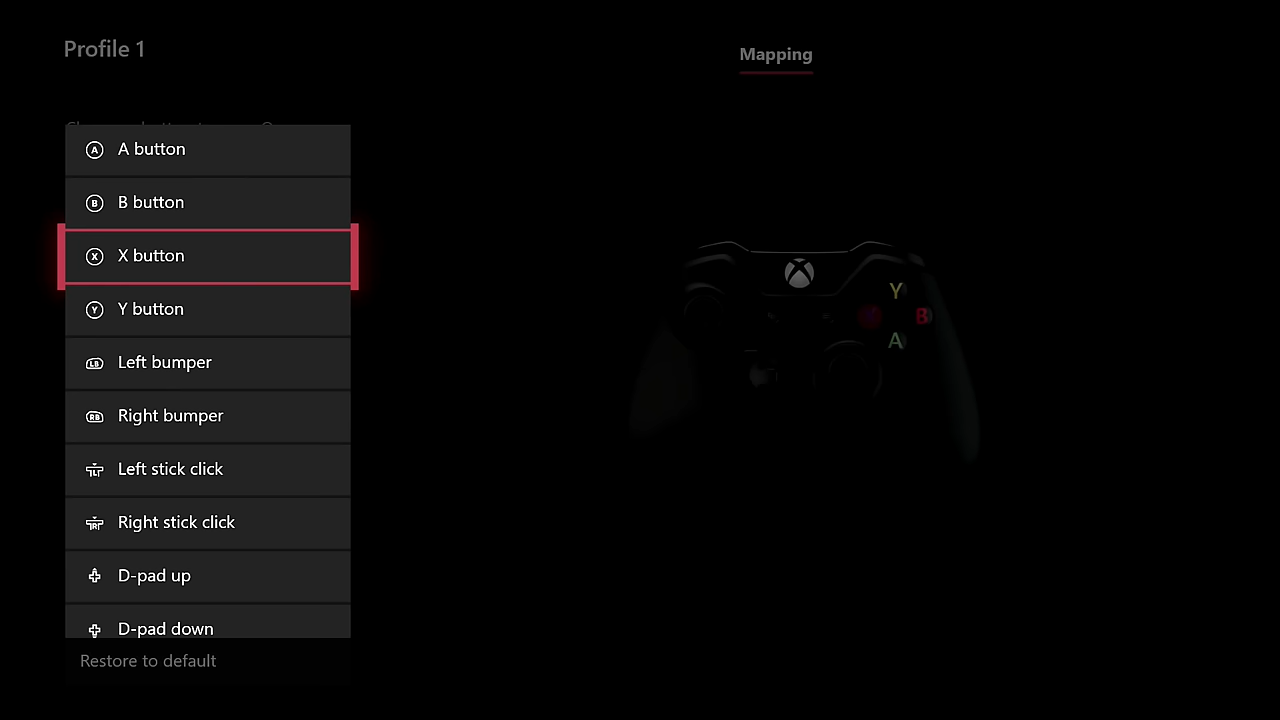 Profile 1
Mapping
A button
B button
X button
Y button
Left bumper
Right bumper
Left stick click
Right stick click
D-pad up
D-pad down
Restore to default
Y
B
A